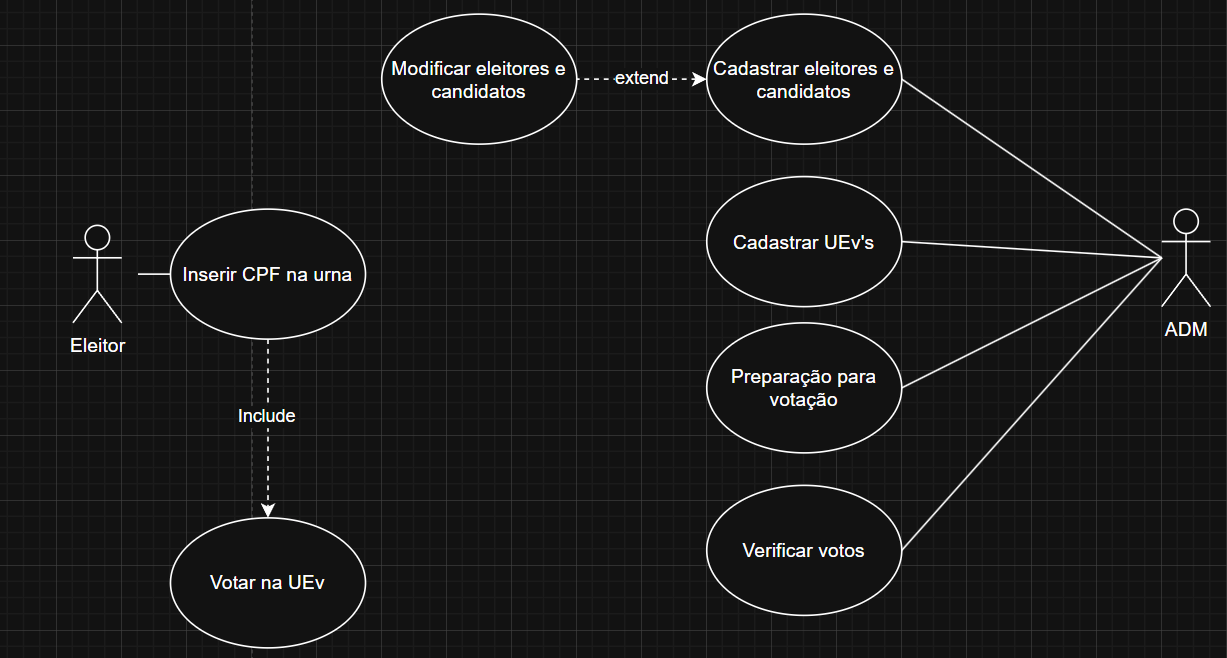 Modificar eleitores e
candidatos
extend
Cadastrar eleitores e
candidatos
Cadastrar UEv's
Inserir CPF na urna
Eleitor
ADM
Preparação para
votação
Include
Verificar votos
Votar na UEv